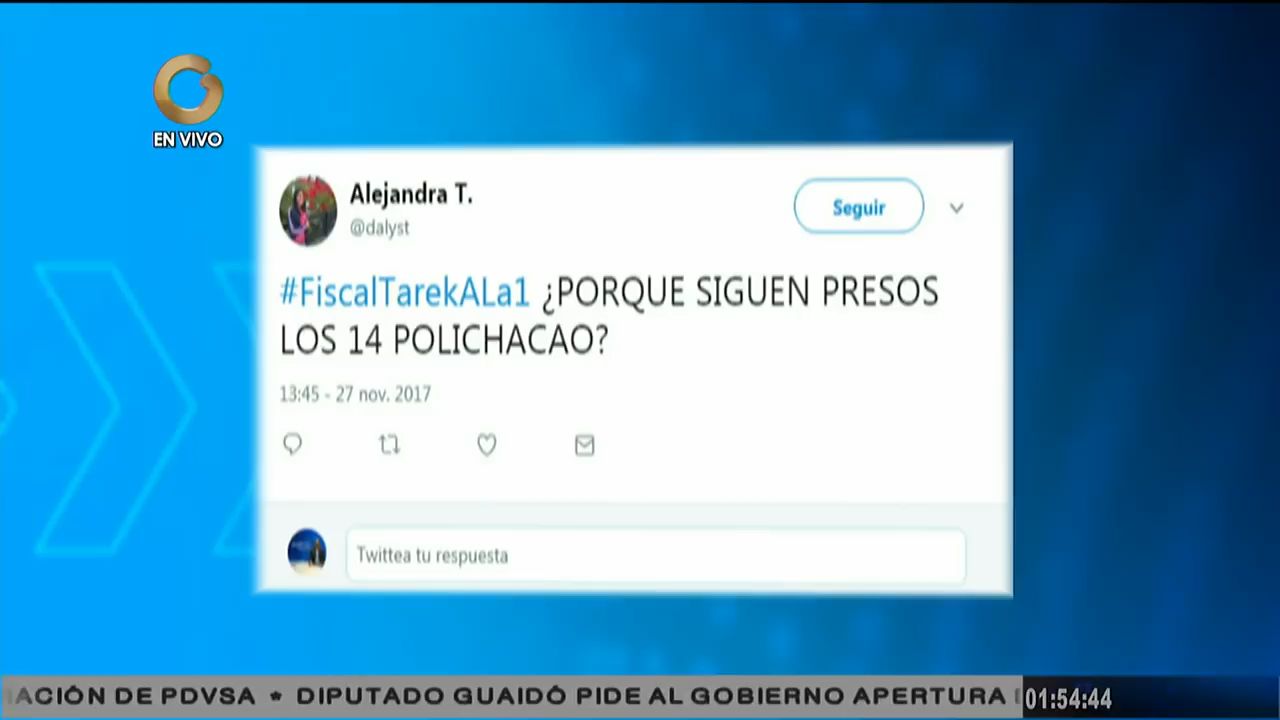 EN VIVO
Alejandra T.
@dalyst
Seguir
#FiscalTarekALa1 ¿PORQUE SIGUEN PRESOS
LOS 14 POLICHACAO?
13:45 - 27 nov. 2017
Twittea tu respuesta
ACIÓN DE PDVSA * DIPUTADO GUAIDÓ PIDE AL GOBIERNO APERTURA
01:54:44